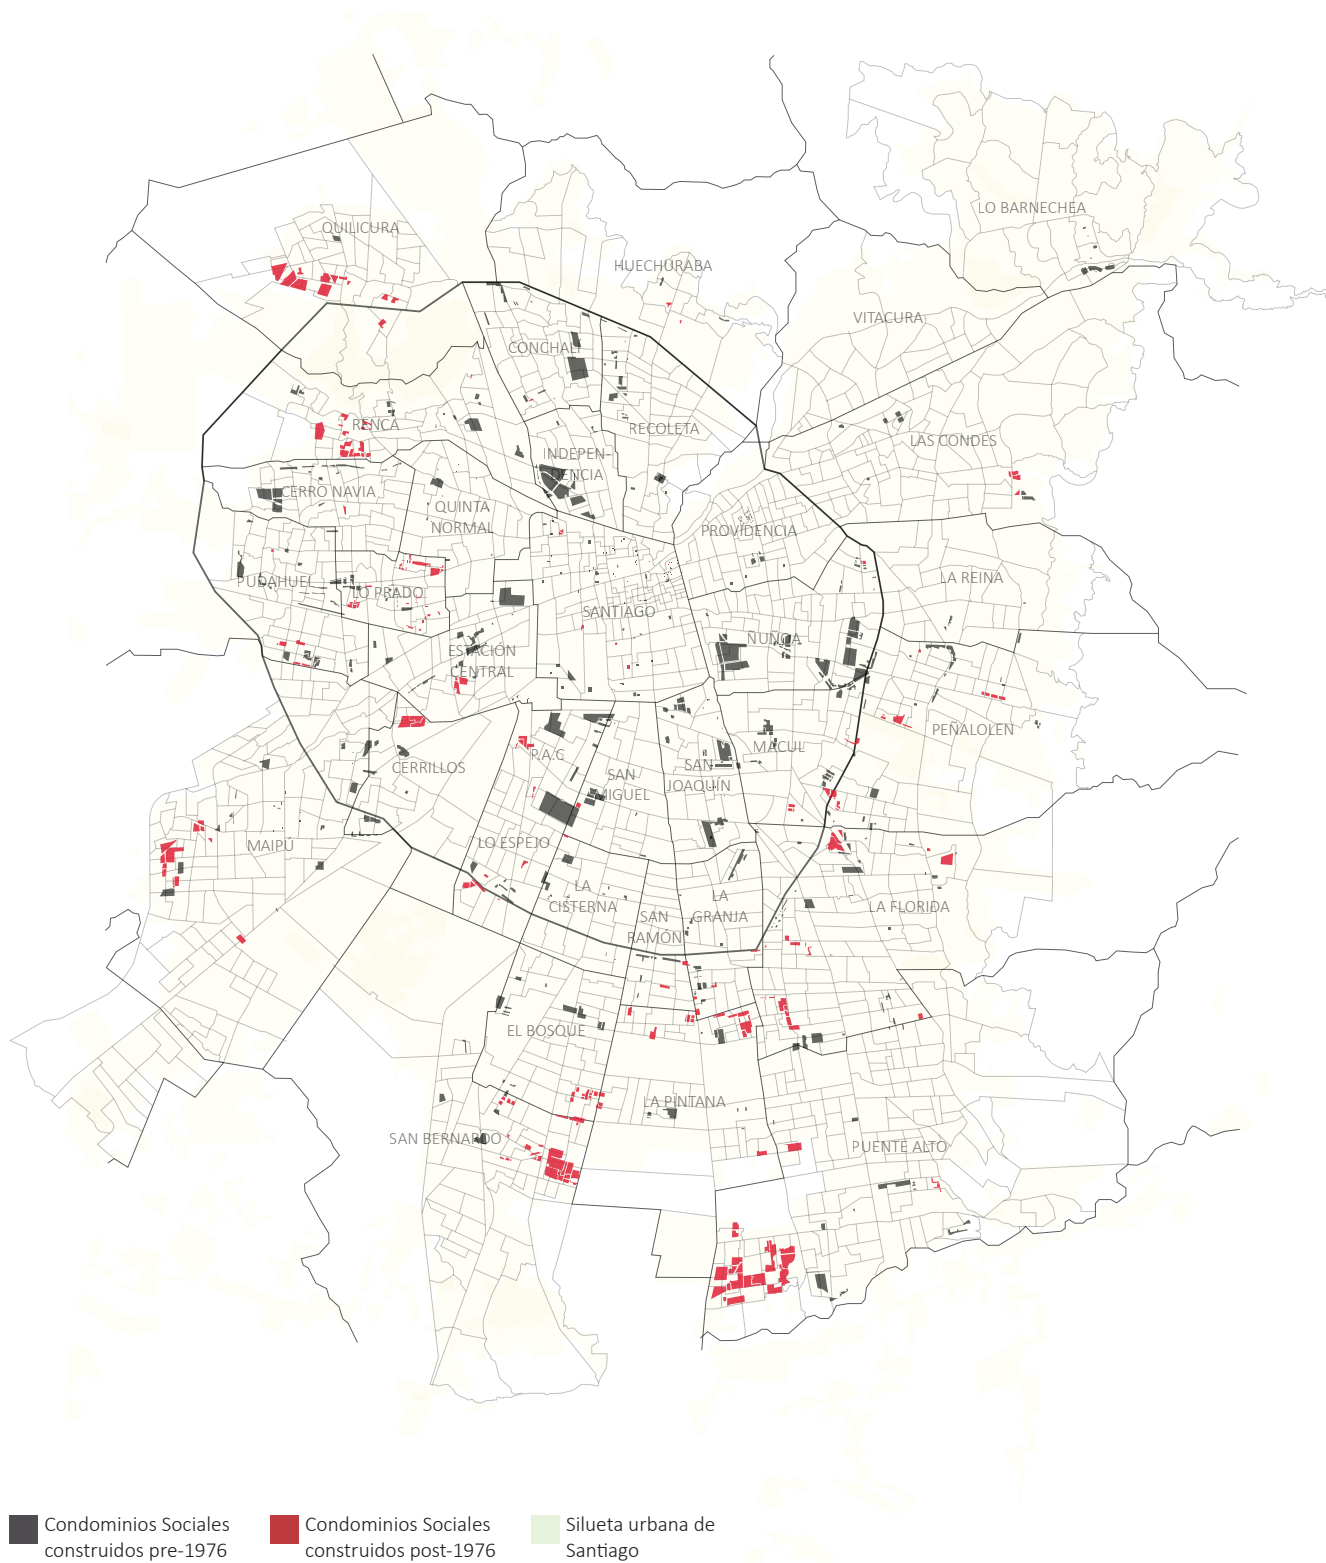 LO BARNECHEA
QUILICURA
HUECHURABA
VITACURA
CONCHALÍ
RENCA
RECOLETA
LAS CONDES
INDEPEN-
DENCIA
CERRO NAVIA
QUINTA
NORMAL
PROVIDENCIA
PUDAHUEL
LO PRADO
LA REINA
SANTIAGO
ÑUÑOA
ESTACIÓN
CENTRAL
PEÑALOLEN
P.A.C
MACUL
CERRILLOS
SAN
MIGUEL
SAN
JOAQUÍN
MAIPÚ
LO ESPEJO
LA
CISTERNA
LA
GRANJA
SAN
RAMÓN
LA FLORIDA
EL BOSQUE
LA PINTANA
SAN BERNARDO
PUENTE ALTO
Condominios Sociales
construidos pre-1976
Condominios Sociales
construidos post-1976
Silueta urbana de
Santiago